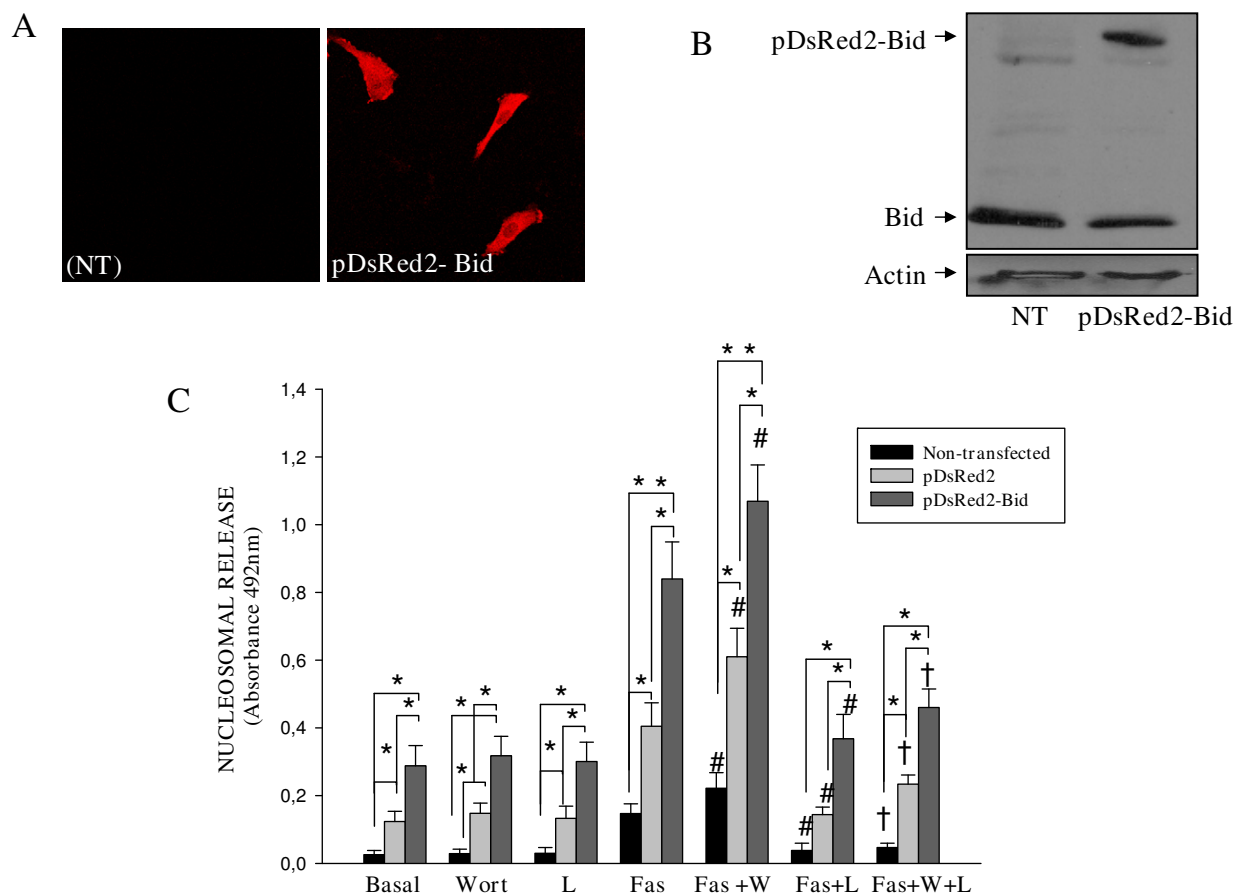 A
(NT)
pDsRed2- Bid
B
pDsRed2-Bid
Bid
Actin
NT pDsRed2-Bid
C
NUCLEOSOMAL RELEASE
(Absorbance 492nm)
1,4
1,2
1,0
0,8
0,6
0,4
0,2
0,0
* * * * * * * * *
* * * * *
* * * * * # # #
* * # # #
* * * † † †
Non-transfected
pDsRed2
pDsRed2-Bid
Basal Wort L Fas Fas +W Fas+L Fas+W+L